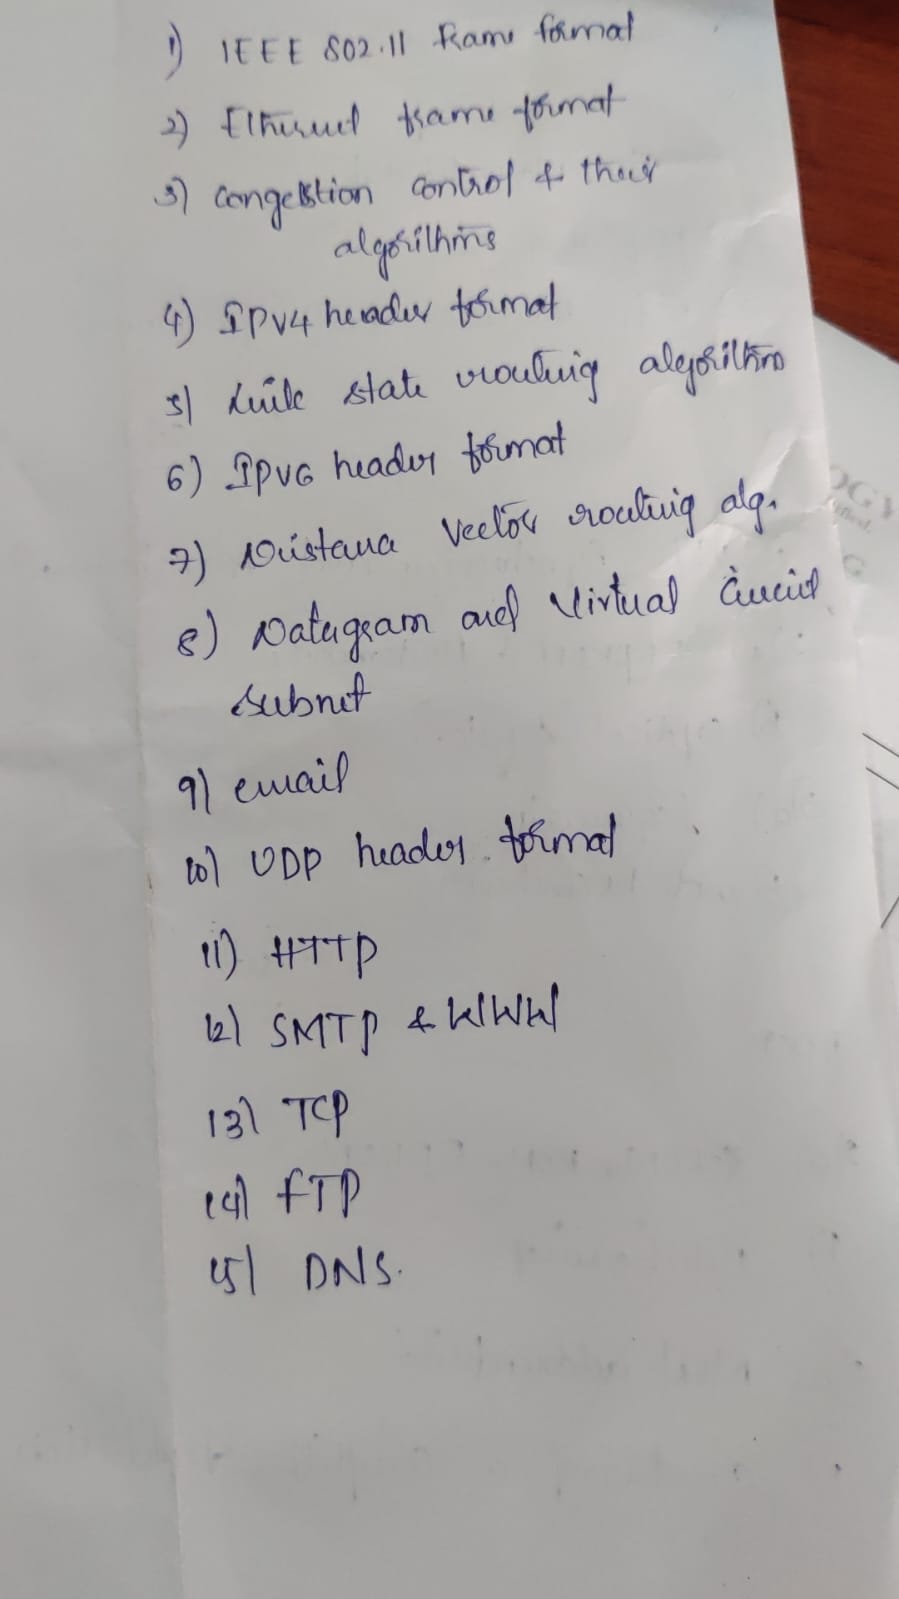 1) IEEE 802.11 frame format
2) Ethernet frame format
3) congestion control & their
algorithms
4) IPV4 header format
5) Link state routing algorithm
6) IPV6 header format
7) Distance Vector routing alg.
8) Datagram and Virtual Circuit
subnet
9) email
10) UDP header format
11) HTTP
12) SMTP & WWW
13) TCP
14) FTP
15) DNS.
OGY